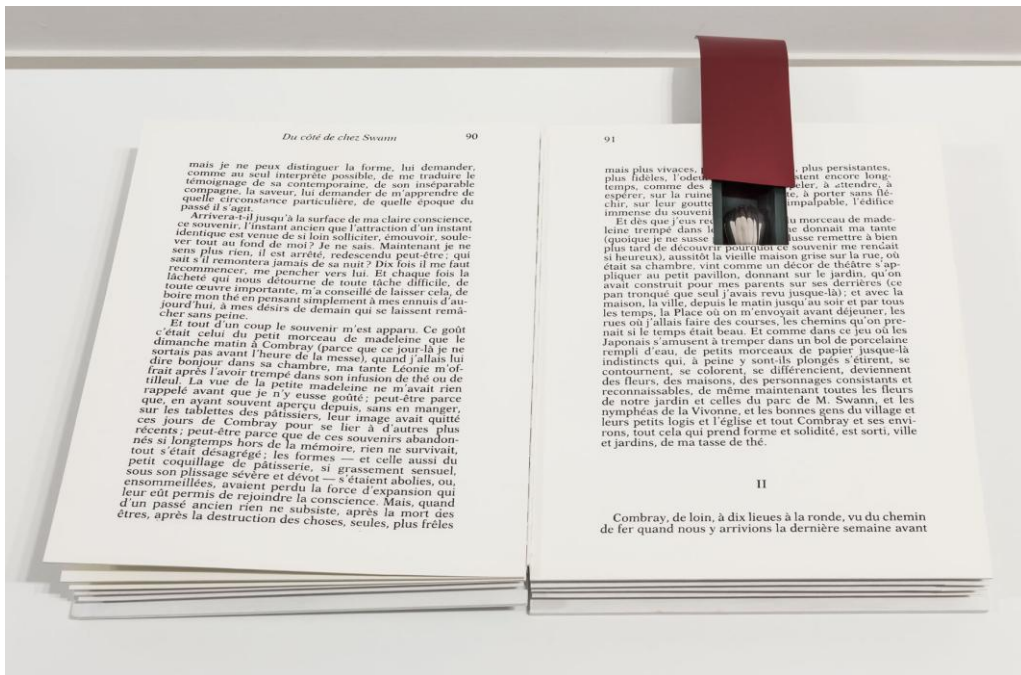 Du côté de chez Swann 90
mais je ne peux distinguer la forme, lui demander,
comme au seul interprète possible, de me traduire le
témoignage de sa contemporaine, de son inséparable
compagne, la saveur, lui demander de m'apprendre de
quelle circonstance particulière, de quelle époque du
passé il s'agit.
Arrivera-t-il jusqu'à la surface de ma claire conscience,
ce souvenir, l'instant ancien que l'attraction d'un instant
identique est venue de si loin solliciter, émouvoir, soule-
ver tout au fond de moi ? Je ne sais. Maintenant je ne
sens plus rien, il est arrêté, redescendu peut-être ; qui
sait s'il remontera jamais de sa nuit ? Dix fois il me faut
recommencer, me pencher vers lui. Et chaque fois la
lâcheté qui nous détourne de toute tâche difficile, de
toute œuvre importante, m'a conseillé de laisser cela, de
boire mon thé en pensant simplement à mes ennuis d'au-
jourd'hui, à mes désirs de demain qui se laissent remâ-
cher sans peine.
Et tout d'un coup le souvenir m'est apparu. Ce goût
c'était celui du petit morceau de madeleine que le
dimanche matin à Combray (parce que ce jour-là je ne
sortais pas avant l'heure de la messe), quand j'allais lui
dire bonjour dans sa chambre, ma tante Léonie m'of-
frait après l'avoir trempé dans son infusion de thé ou de
tilleul. La vue de la petite madeleine ne m'avait rien
rappelé avant que je n'y eusse goûté ; peut-être parce
que, en ayant souvent aperçu depuis, sans en manger,
sur les tablettes des pâtissiers, leur image avait quitté
ces jours de Combray pour se lier à d'autres plus
récents ; peut-être parce que de ces souvenirs abandon-
nés si longtemps hors de la mémoire, rien ne survivait,
tout s'était désagrégé ; les formes — et celle aussi du
petit coquillage de pâtisserie, si grassement sensuel,
sous son plissage sévère et dévot — s'étaient abolies, ou,
ensommeillées, avaient perdu la force d'expansion qui
leur eût permis de rejoindre la conscience. Mais, quand
d'un passé ancien rien ne subsiste, après la mort des
êtres, après la destruction des choses, seules, plus frêles
91
mais plus vivaces, plus persistantes,
plus fidèles, encore long-
temps, comme des à attendre, à
espérer, sur la ruine à porter sans flé-
chir, sur leur impalpable, l'édifice
immense du
Et dès que j'eus morceau de made-
leine trempé dans donnait ma tante
(quoique je ne susse remettre à bien
plus tard de découvrir pourquoi ce souvenir me rendait
si heureux), aussitôt la vieille maison grise sur la rue, où
était sa chambre, vint comme un décor de théâtre s'ap-
pliquer au petit pavillon, donnant sur le jardin, qu'on
avait construit pour mes parents sur ses derrières (ce
pan tronqué que seul j'avais revu jusque-là) ; et avec la
maison, la ville, depuis le matin jusqu'au soir et par tous
les temps, la Place où on m'envoyait avant déjeuner, les
rues où j'allais faire des courses, les chemins qu'on pre-
nait si le temps était beau. Et comme dans ce jeu où les
Japonais s'amusent à tremper dans un bol de porcelaine
rempli d'eau, de petits morceaux de papier jusque-là
indistincts qui, à peine y sont-ils plongés s'étirent, se
contournent, se colorent, se différencient, deviennent
des fleurs, des maisons, des personnages consistants et
reconnaissables, de même maintenant toutes les fleurs
de notre jardin et celles du parc de M. Swann, et les
nymphéas de la Vivonne, et les bonnes gens du village et
leurs petits logis et l'église et tout Combray et ses envi-
rons, tout cela qui prend forme et solidité, est sorti, ville
et jardins, de ma tasse de thé.
II
Combray, de loin, à dix lieues à la ronde, vu du chemin
de fer quand nous y arrivions la dernière semaine avant